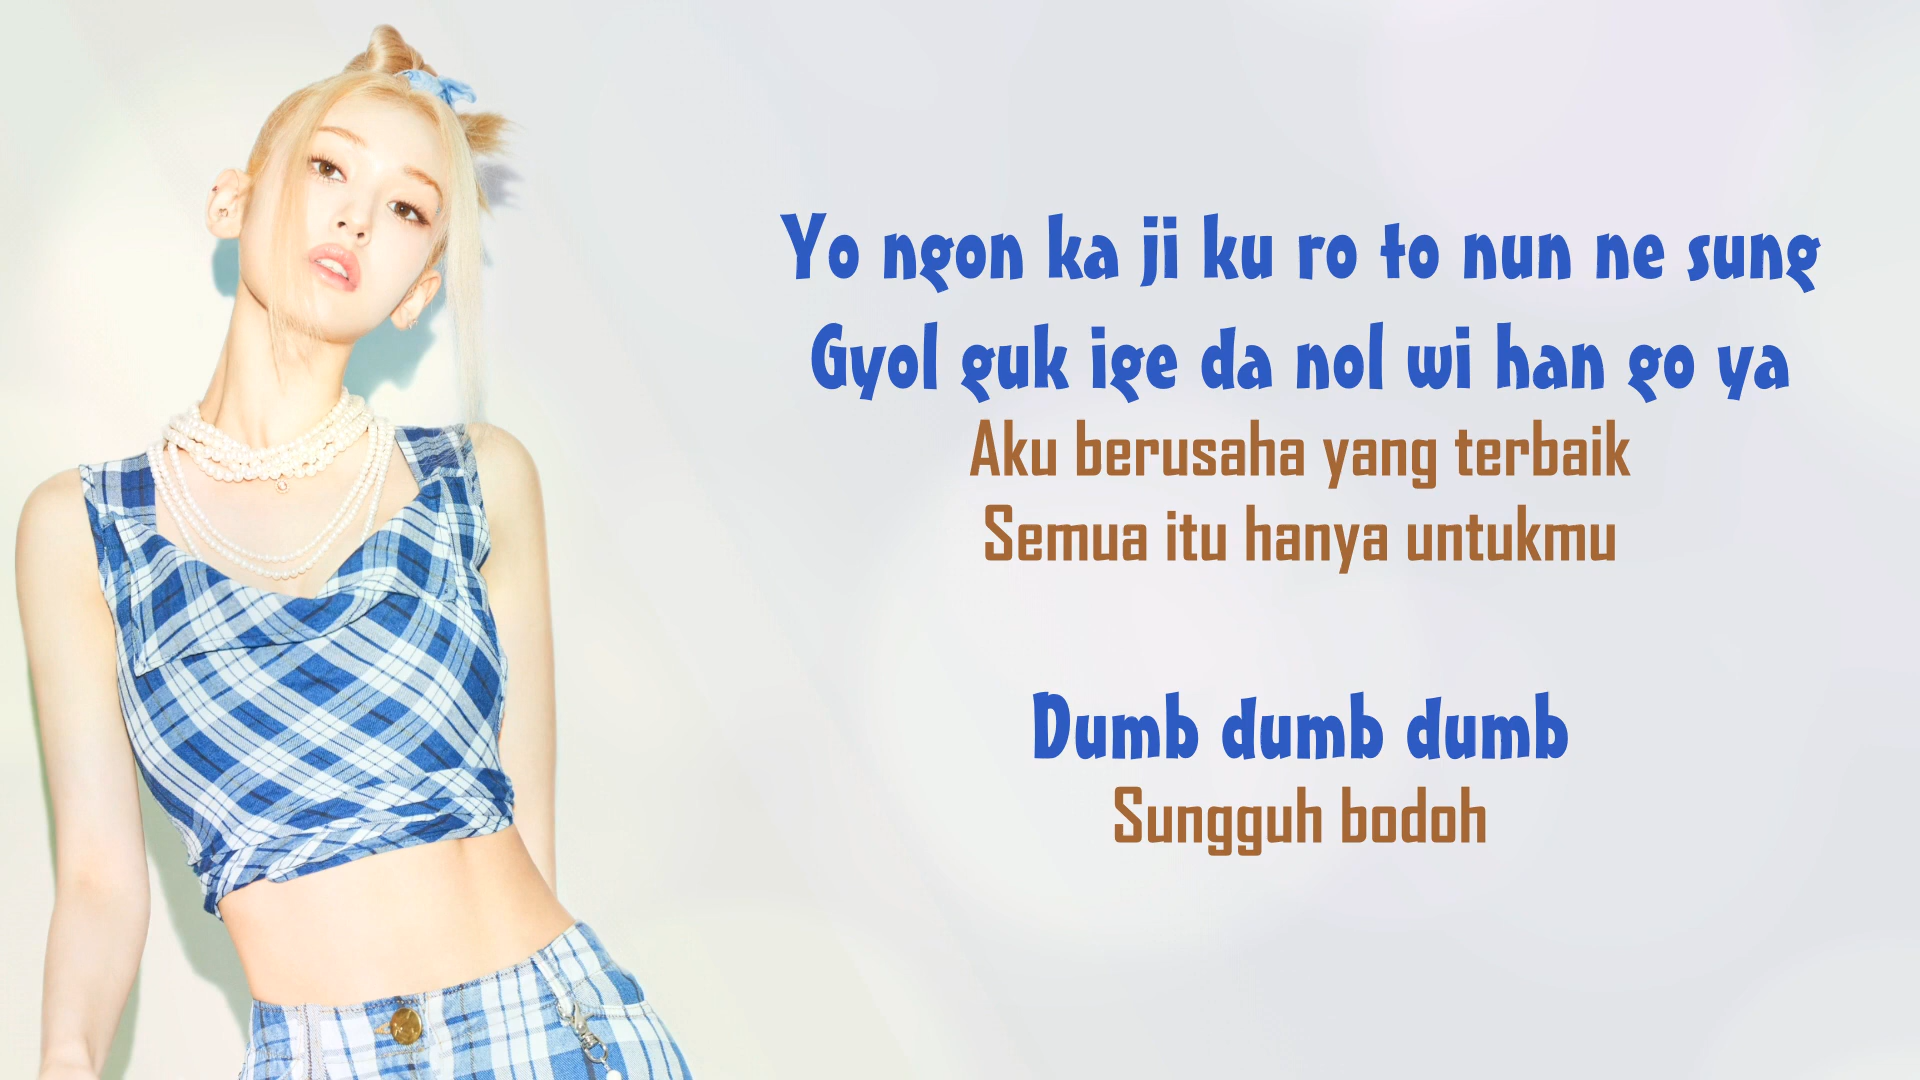 Yo ngon ka ji ku ro to nun ne sung
Gyol guk ige da nol wi han go ya
Aku berusaha yang terbaik
Semua itu hanya untukmu
Dumb dumb dumb
Sungguh bodoh